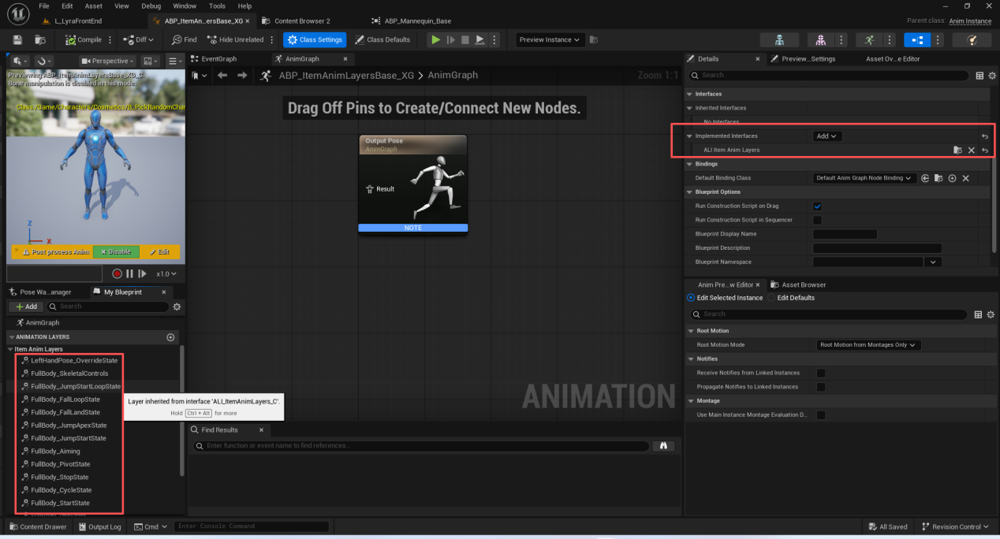 File Edit Asset View Debug Window Tools Help
L_LyraFrontEnd ABP_ItemAn...ersBase_XG Content Browser 2 ABP_Mannequin_Base
Parent class: Anim Instance
Compile Diff Find Hide Unrelated Class Settings Class Defaults Preview Instance
Perspective
Previewing ABP_ItemAnimLayersBase_XG_C.
Bone manipulation is disabled in this mode.
Class /Game/Characters/Cosmetics/B_PickRandomChar
Z
X
Post process Anim: Disable Edit
x1.0
Pose Wa...anager My Blueprint
Add Search
AnimGraph
ANIMATION LAYERS
Item Anim Layers
LeftHandPose_OverrideState
FullBody_SkeletalControls
FullBody_JumpStartLoopState
FullBody_FallLoopState
FullBody_FallLandState
FullBody_JumpApexState
FullBody_JumpStartState
FullBody_Aiming
FullBody_PivotState
FullBody_StopState
FullBody_CycleState
FullBody_StartState
Layer inherited from interface 'ALI_ItemAnimLayers_C'.
Hold Ctrl + Alt for more
EventGraph AnimGraph
ABP_ItemAnimLayersBase_XG > AnimGraph Zoom 1:1
Drag Off Pins to Create/Connect New Nodes.
Output Pose
AnimGraph
Result
NOTE
ANIMATION
Find Results
Enter function or event name to find references...
Details Preview...Settings Asset Ov...e Editor
Search
Interfaces
Inherited Interfaces
No Interfaces
Implemented Interfaces Add
ALI Item Anim Layers
Bindings
Default Binding Class Default Anim Graph Node Binding
Blueprint Options
Run Construction Script on Drag
Run Construction Script in Sequencer
Blueprint Display Name
Blueprint Description
Blueprint Namespace
Anim Pre...w Editor Asset Browser
Edit Selected Instance Edit Defaults
Search
Root Motion
Root Motion Mode Root Motion from Montages Only
Notifies
Receive Notifies from Linked Instances
Propagate Notifies to Linked Instances
Montage
Use Main Instance Montage Evaluation D...
Content Drawer Output Log Cmd Enter Console Command All Saved Revision Control